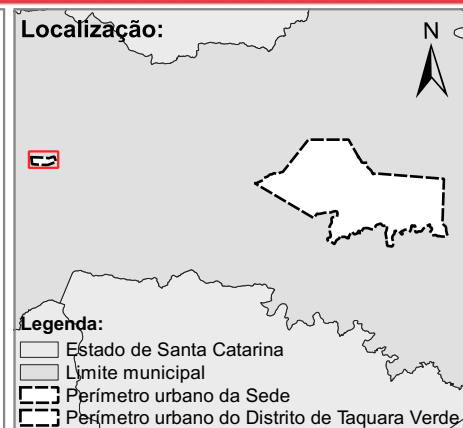 Localização:
N
Legenda:
Estado de Santa Catarina
Limite municipal
Perímetro urbano da Sede
Perímetro urbano do Distrito de Taquara Verde